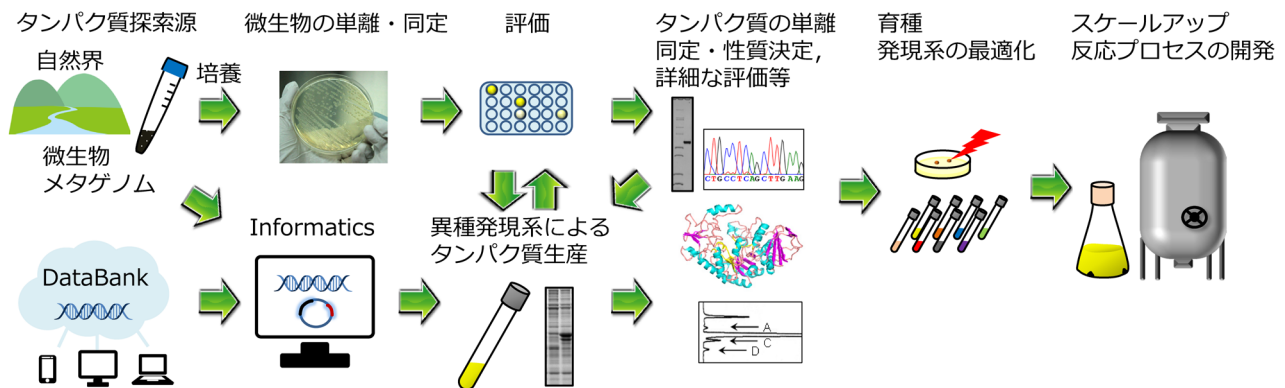 タンパク質探索源
自然界
培養
微生物
メタゲノム
DataBank
微生物の単離・同定
Informatics
評価
異種発現系による
タンパク質生産
タンパク質の単離
同定・性質決定，
詳細な評価等
CTGCCTCAGCTTGAAG
A
C
D
育種
発現系の最適化
スケールアップ
反応プロセスの開発